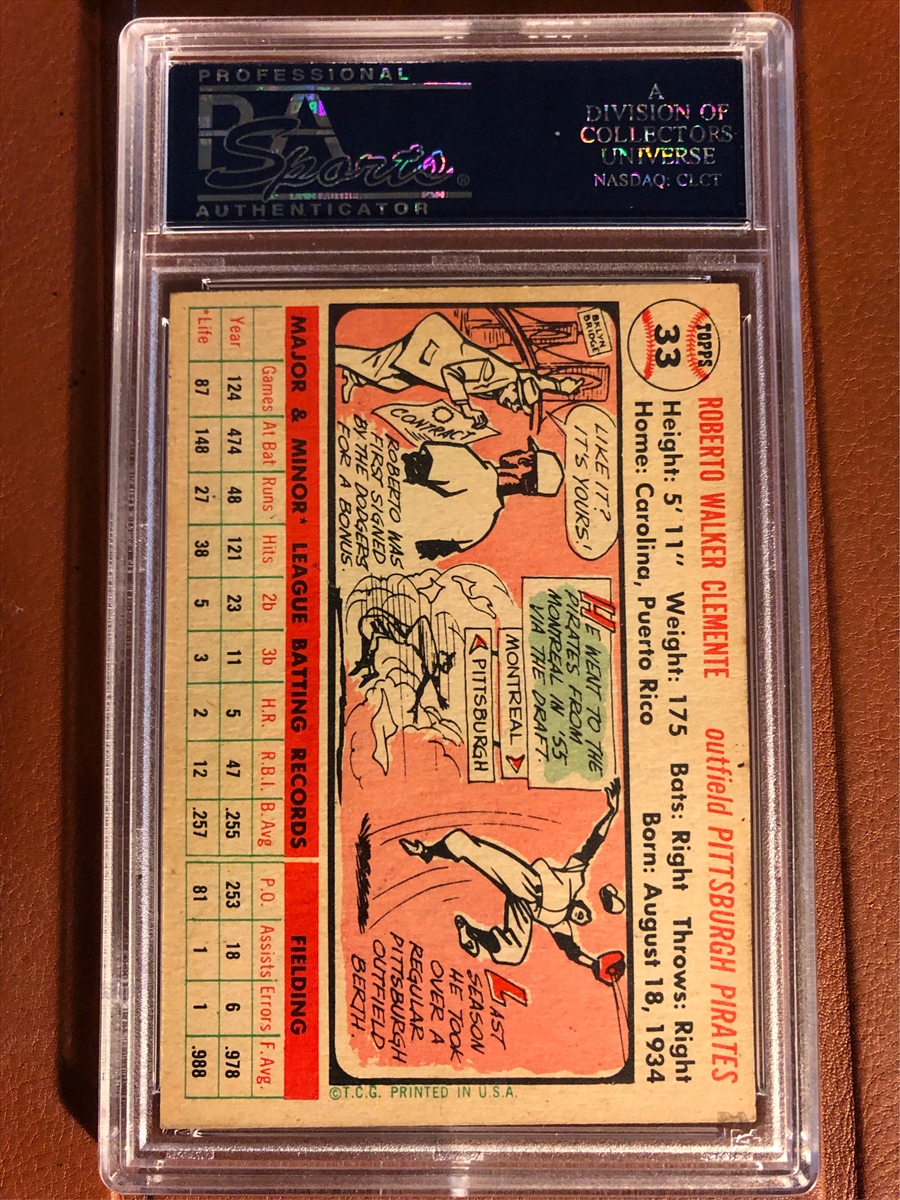 PROFESSIONAL
PSA
Sports®
AUTHENTICATOR
A
DIVISION OF
COLLECTORS
UNIVERSE
NASDAQ: CLCT
TOPPS
33
ROBERTO WALKER CLEMENTE outfield PITTSBURGH PIRATES
Height: 5' 11" Weight: 175 Bats: Right Throws: Right
Home: Carolina, Puerto Rico Born: August 18, 1934
BKLYN
BRIDGE
LIKE IT?
IT'S YOURS!
CONTRACT
ROBERTO WAS
FIRST SIGNED
BY THE DODGERS
FOR A BONUS
HE WENT TO THE
PIRATES FROM
MONTREAL IN '55
VIA THE DRAFT.
MONTREAL
PITTSBURGH
LAST
SEASON
HE TOOK
OVER A
REGULAR
PITTSBURGH
OUTFIELD
BERTH.
MAJOR & MINOR* LEAGUE BATTING RECORDS FIELDING
Games At Bat Runs Hits 2b 3b H.R. R.B.I. B. Avg P.O. Assists Errors F. Avg.
Year 124 474 48 121 23 11 5 47 .255 253 18 6 .978
*Life 87 148 27 38 5 3 2 12 .257 81 1 1 .988
©T.C.G. PRINTED IN U.S.A.